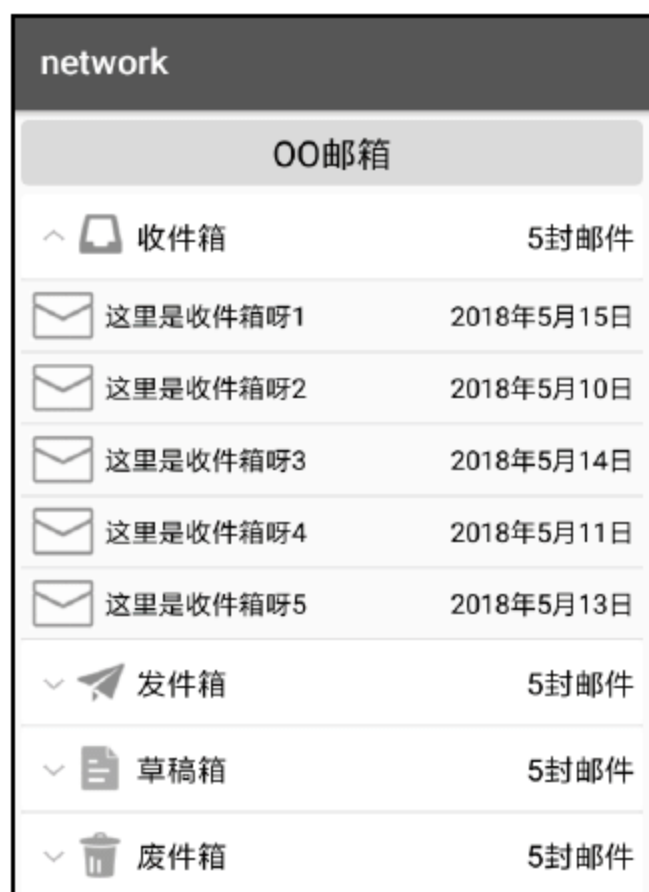 network
OO邮箱
收件箱 5封邮件
这里是收件箱呀1 2018年5月15日
这里是收件箱呀2 2018年5月10日
这里是收件箱呀3 2018年5月14日
这里是收件箱呀4 2018年5月11日
这里是收件箱呀5 2018年5月13日
发件箱 5封邮件
草稿箱 5封邮件
废件箱 5封邮件